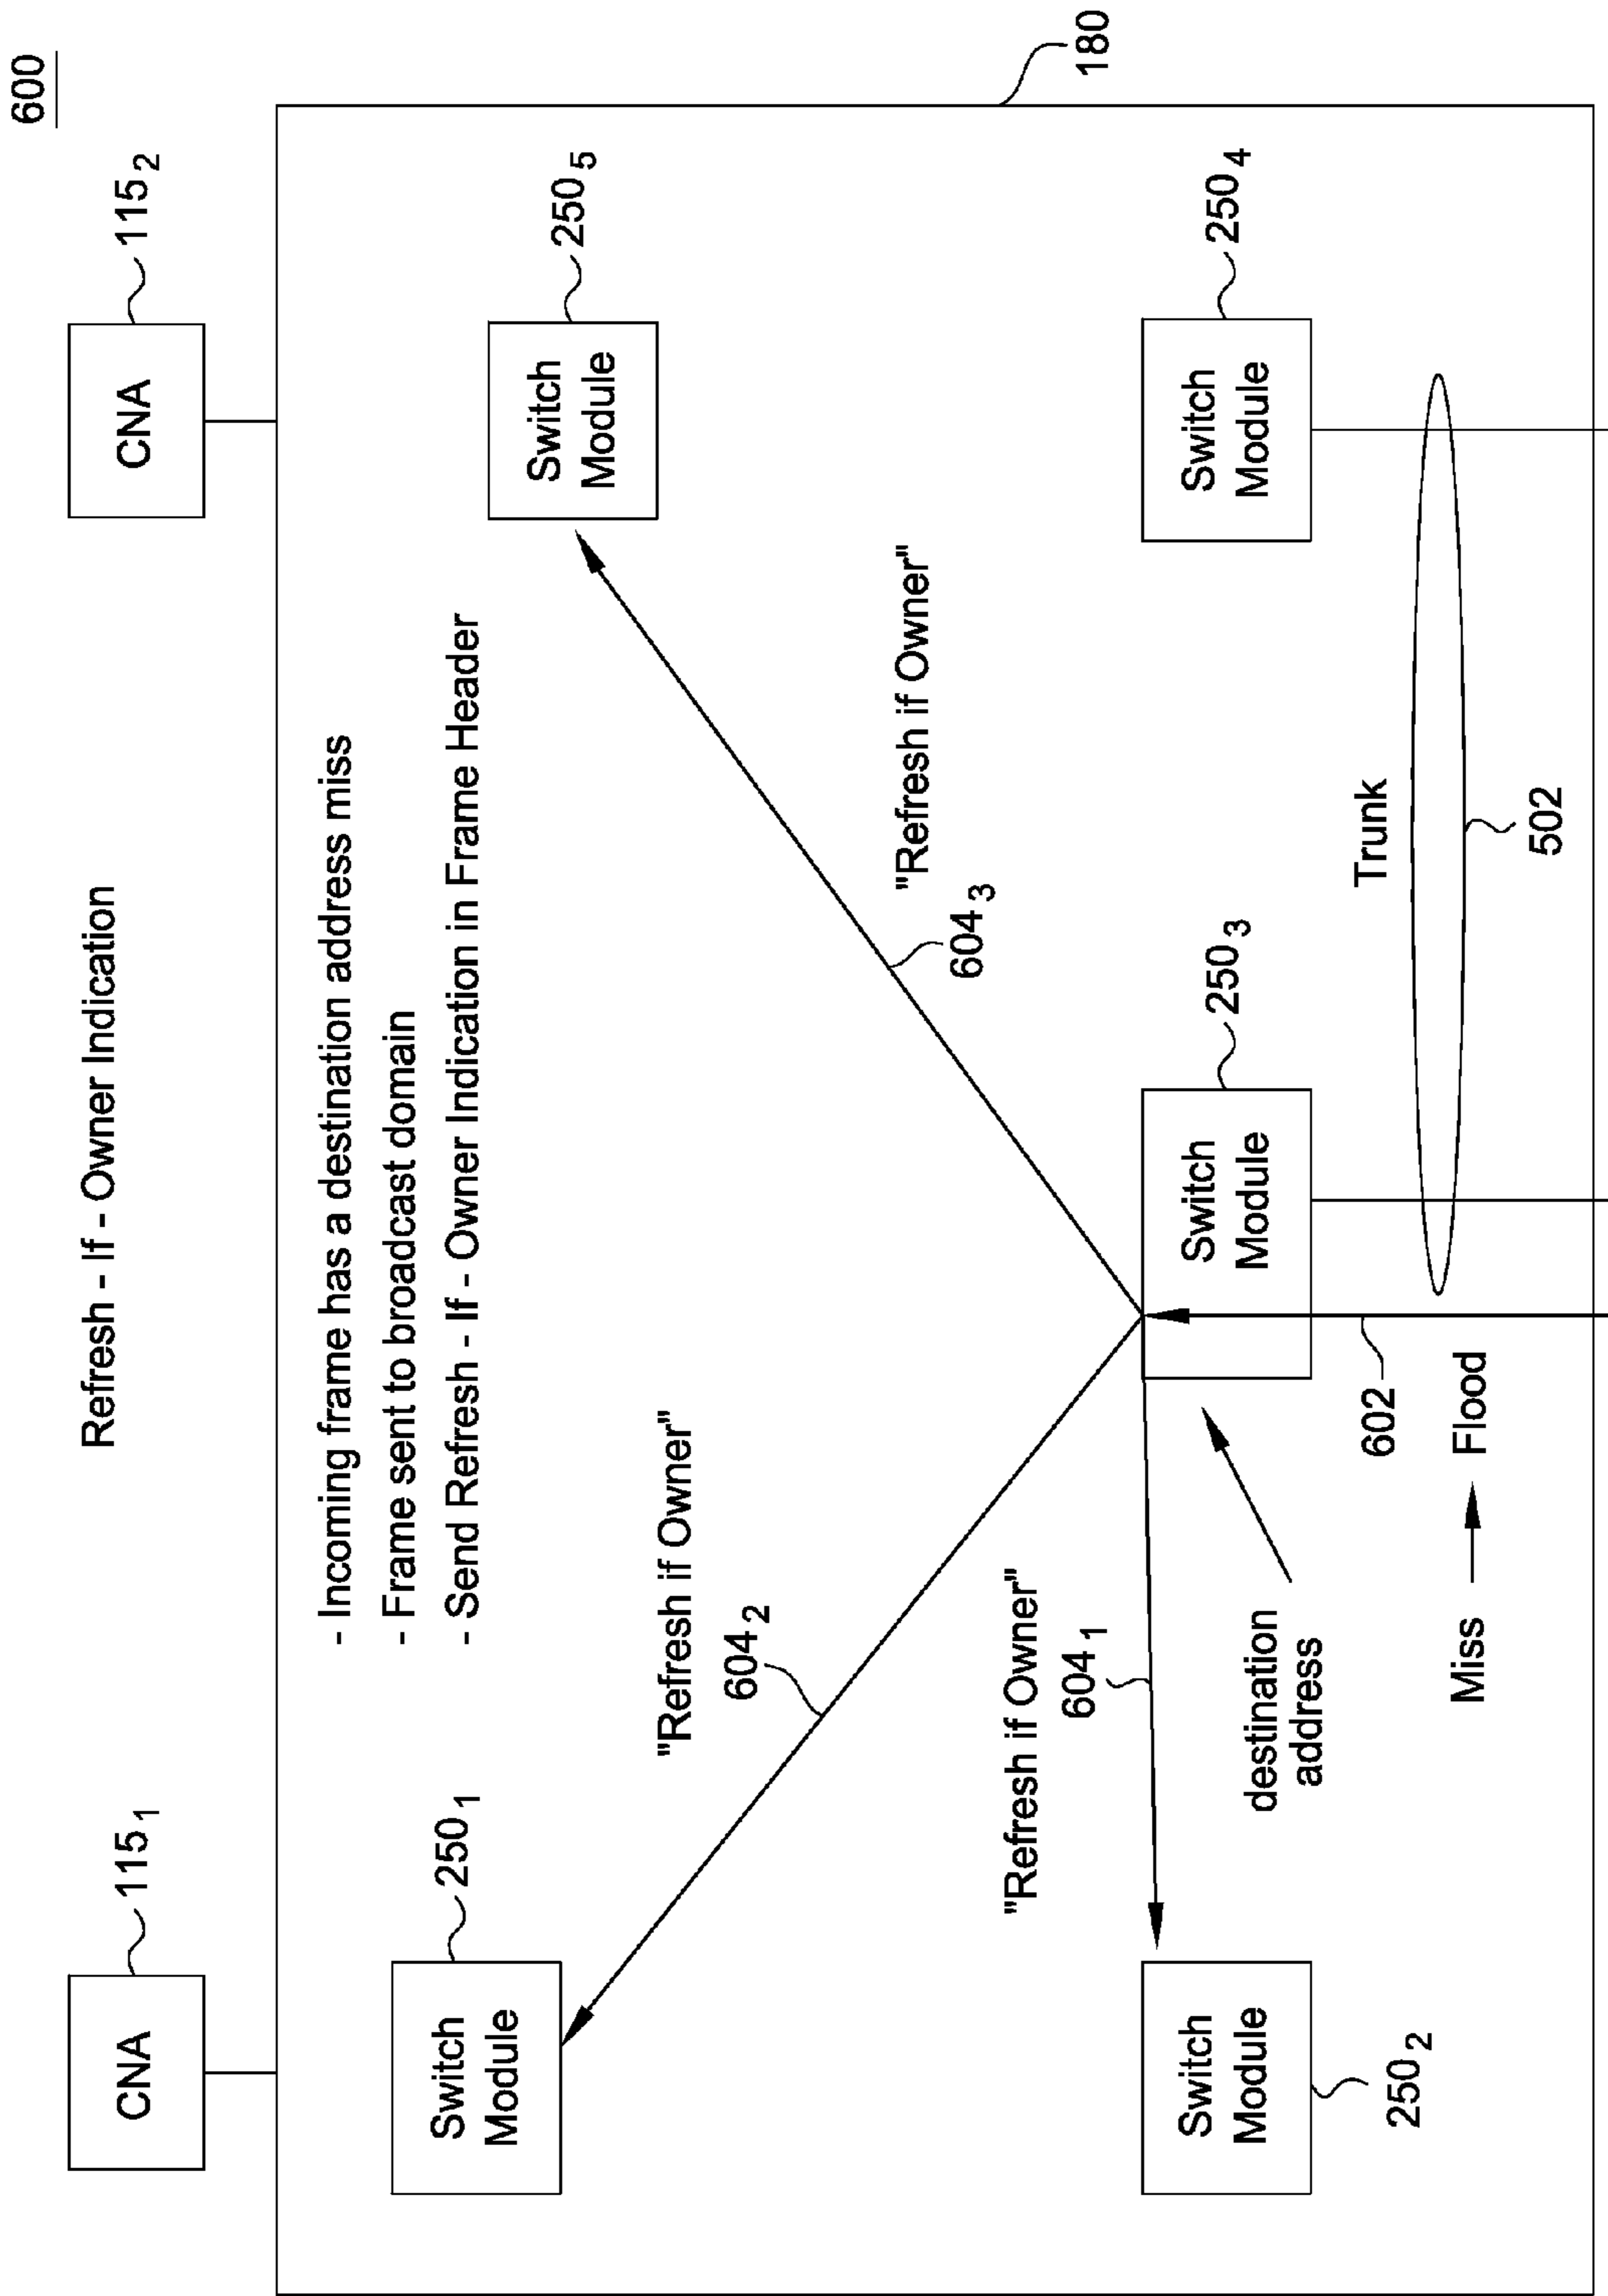 600
Refresh - If - Owner Indication
CNA
115₁
CNA
115₂
- Incoming frame has a destination address miss
- Frame sent to broadcast domain
- Send Refresh - If - Owner Indication in Frame Header
Switch
Module
250₁
Switch
Module
250₅
"Refresh if Owner"
604₂
"Refresh if Owner"
604₃
"Refresh if Owner"
604₁
180
Switch
Module
250₂
destination
address
Switch
Module
250₃
Switch
Module
250₄
Trunk
602
Miss → Flood
502